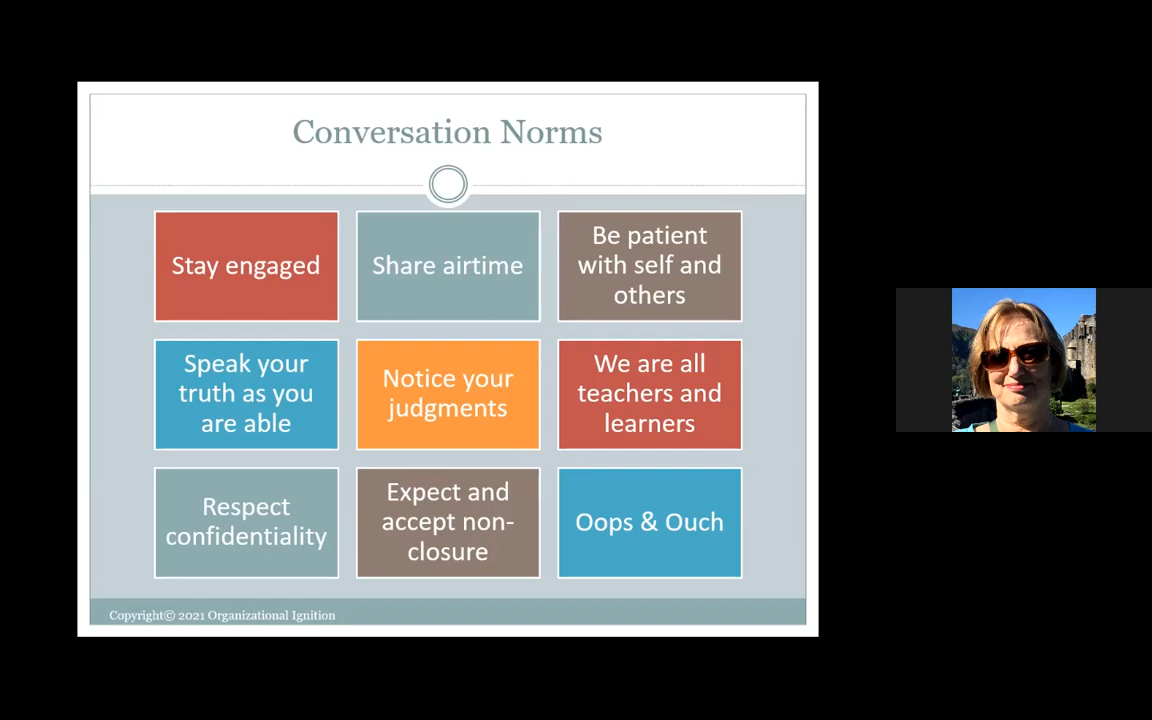 Conversation Norms
Stay engaged
Share airtime
Be patient
with self and
others
Speak your
truth as you
are able
Notice your
judgments
We are all
teachers and
learners
Respect
confidentiality
Expect and
accept non-
closure
Oops & Ouch
Copyright© 2021 Organizational Ignition